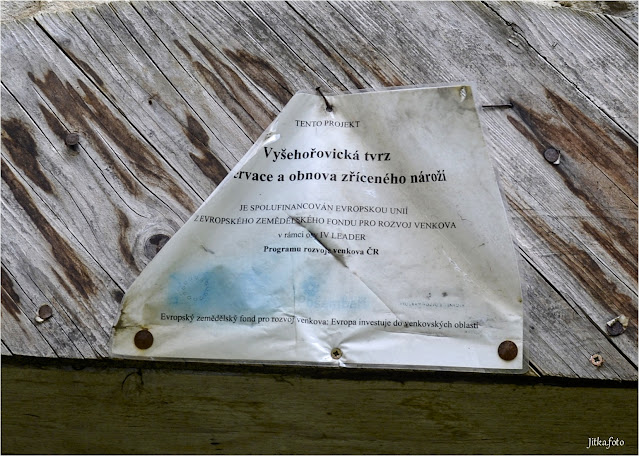 TENTO PROJEKT
Vyšehořovická tvrz
ervace a obnova zříceného nároží
JE SPOLUFINANCOVÁN EVROPSKOU UNIÍ
Z EVROPSKÉHO ZEMĚDĚLSKÉHO FONDU PRO ROZVOJ VENKOVA
v rámci osy IV LEADER
Programu rozvoje venkova ČR
Evropský zemědělský fond pro rozvoj venkova: Evropa investuje do venkovských oblastí
Jitka.foto